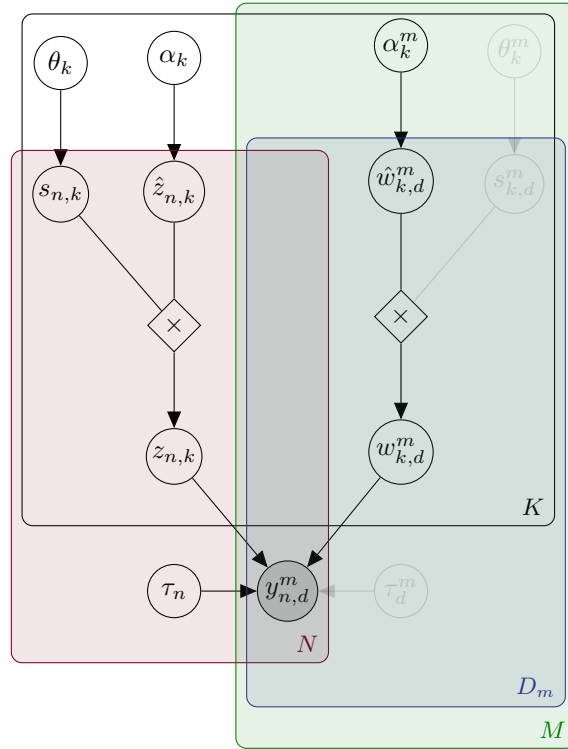 θ_k α_k α_k^m θ_k^m
s_{n,k} ẑ_{n,k} ŵ_{k,d}^m s_{k,d}^m
× ×
z_{n,k} w_{k,d}^m
K
τ_n y_{n,d}^m τ_d^m
N
D_m
M